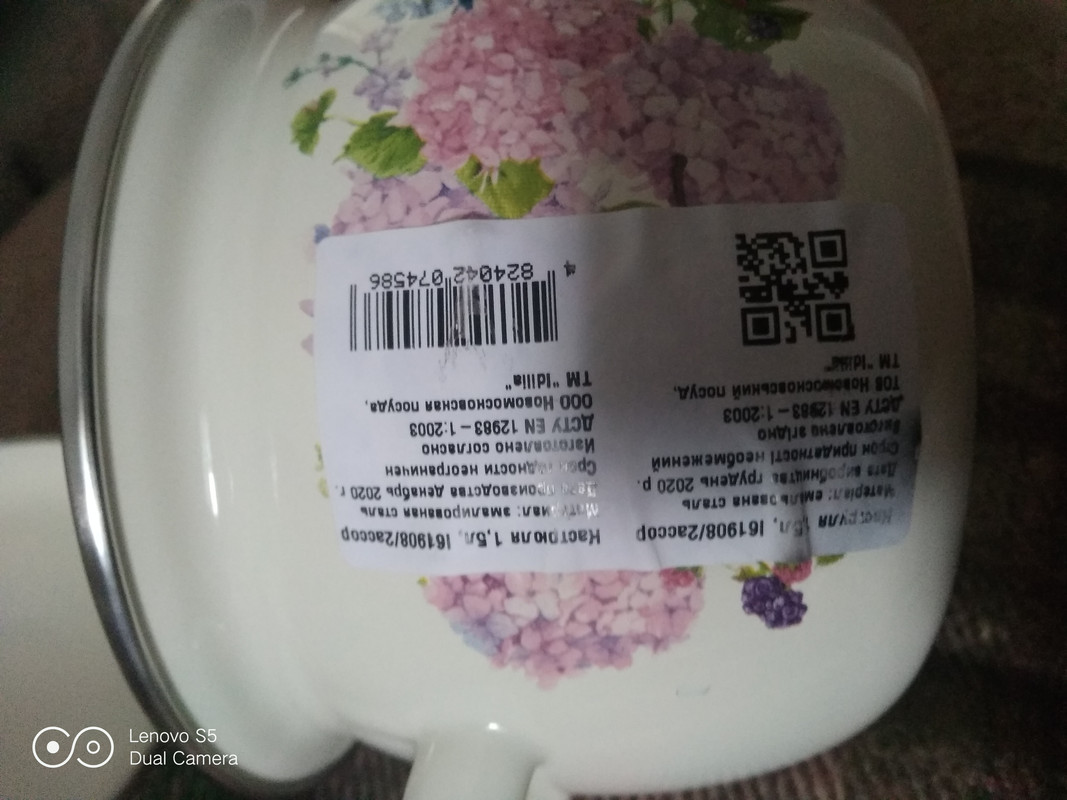 Каструля 1,5л, I61908/2ассор
Матеріал: емільована сталь
Дата виробництва грудень 2020 р.
Срок придатності необмежений
Виготовлено згідно
ДСТУ EN 12983 – 1:2003
ТОВ Новомосковський посуд,
ТМ "Idilia"
Кастрюля 1,5л, I61908/2ассор
Материал: эмалированая сталь
Дата производства декабрь 2020 г.
Срок годности неограничен
Изготовлено согласно
ДСТУ EN 12983 – 1:2003
ООО Новомосковская посуда,
ТМ "Idilia"
4 824042 074586
Lenovo S5
Dual Camera